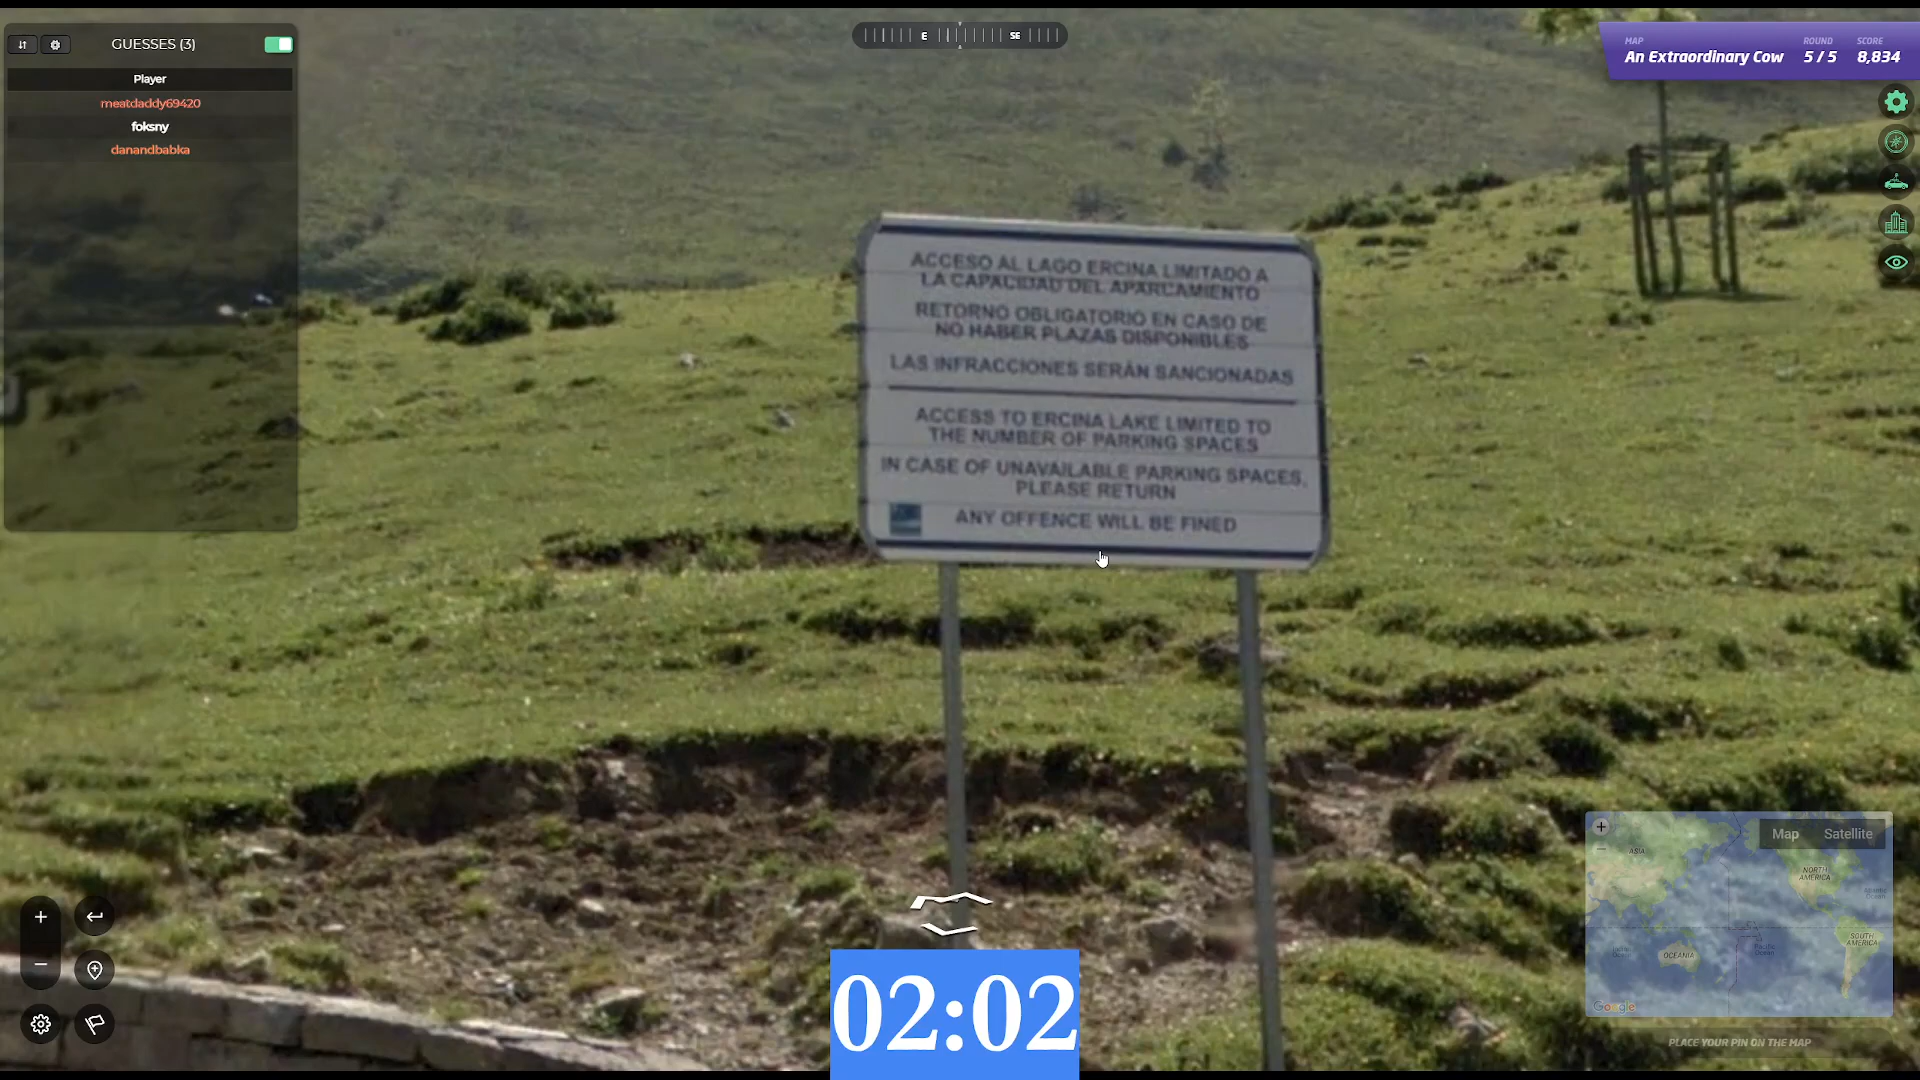 GUESSES (3)
Player
meatdaddy69420
foksny
danandbabka
E
SE
MAP
An Extraordinary Cow
ROUND
5 / 5
SCORE
8,834
ACCESO AL LAGO ERCINA LIMITADO A
LA CAPACIDAD DEL APARCAMIENTO
RETORNO OBLIGATORIO EN CASO DE
NO HABER PLAZAS DISPONIBLES
LAS INFRACCIONES SERÁN SANCIONADAS
ACCESS TO ERCINA LAKE LIMITED TO
THE NUMBER OF PARKING SPACES
IN CASE OF UNAVAILABLE PARKING SPACES,
PLEASE RETURN
ANY OFFENCE WILL BE FINED
02:02
Map
Satellite
ASIA
NORTH
AMERICA
OCEANIA
Pacific
Ocean
SOUTH
AMERICA
Google
PLACE YOUR PIN ON THE MAP